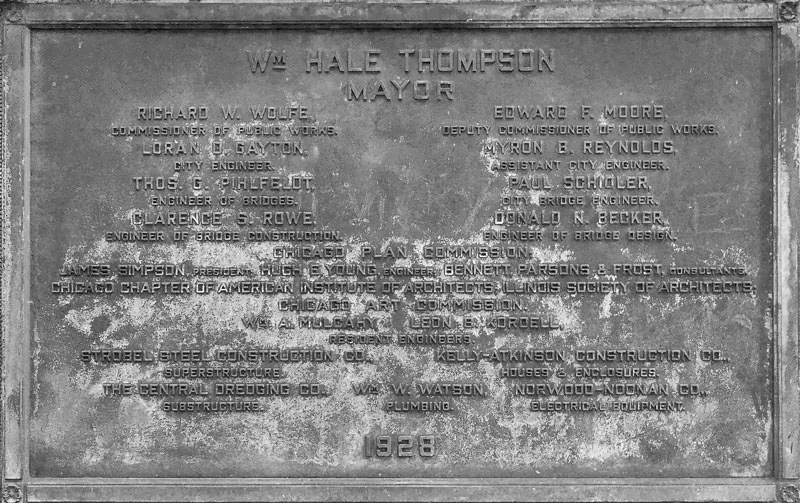 Wm HALE THOMPSON
MAYOR
RICHARD W. WOLFE, EDWARD F. MOORE,
COMMISSIONER OF PUBLIC WORKS. DEPUTY COMMISSIONER OF PUBLIC WORKS.
LORAN D. GAYTON, MYRON B. REYNOLDS,
CITY ENGINEER. ASSISTANT CITY ENGINEER.
THOS. G. PIHLFELDT, PAUL SCHIOLER,
ENGINEER OF BRIDGES. CITY BRIDGE ENGINEER.
CLARENCE S. ROWE, DONALD N. BECKER,
ENGINEER OF BRIDGE CONSTRUCTION. ENGINEER OF BRIDGE DESIGN.
CHICAGO PLAN COMMISSION.
JAMES SIMPSON, PRESIDENT, HUGH E. YOUNG, ENGINEER, BENNETT, PARSONS & FROST, CONSULTANTS.
CHICAGO CHAPTER OF AMERICAN INSTITUTE OF ARCHITECTS, ILLINOIS SOCIETY OF ARCHITECTS,
CHICAGO ART COMMISSION.
Wm A. MULCAHY, LEON B. KORDELL,
RESIDENT ENGINEERS.
STROBEL STEEL CONSTRUCTION CO., KELLY-ATKINSON CONSTRUCTION CO.,
SUPERSTRUCTURE. HOUSES & ENCLOSURES.
THE CENTRAL DREDGING CO., Wm W. WATSON, NORWOOD-NOONAN CO.,
SUBSTRUCTURE. PLUMBING. ELECTRICAL EQUIPMENT.
1928